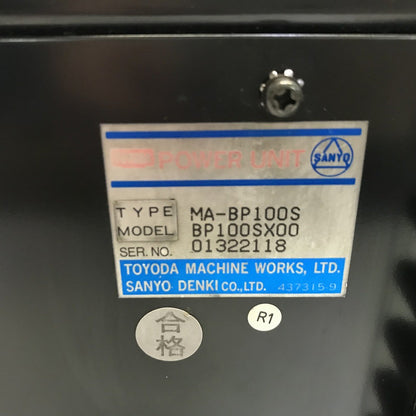 POWER UNIT
SANYO
TYPE MA-BP100S
MODEL BP100SX00
SER. NO. 01322118
TOYODA MACHINE WORKS, LTD.
SANYO DENKI CO., LTD. 437315-9
合格
R1